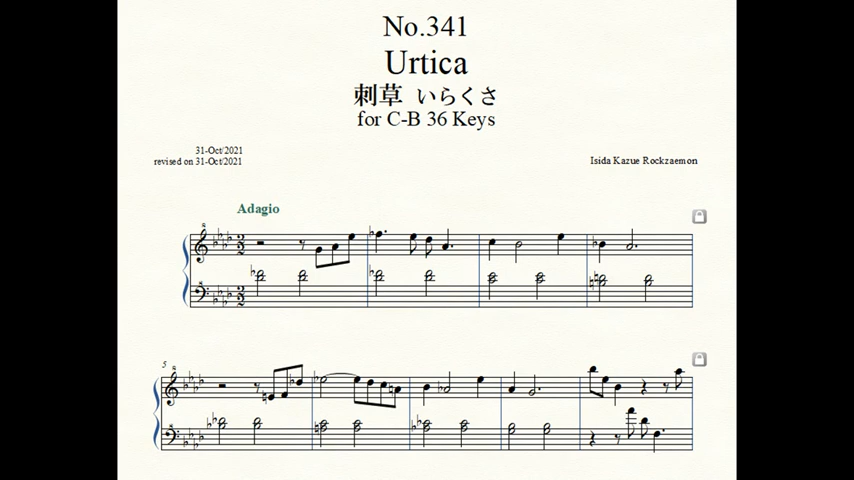 No.341
Urtica
刺草 いらくさ
for C-B 36 Keys
31-Oct/2021
revised on 31-Oct/2021
Isida Kazue Rockzaemon
Adagio
5